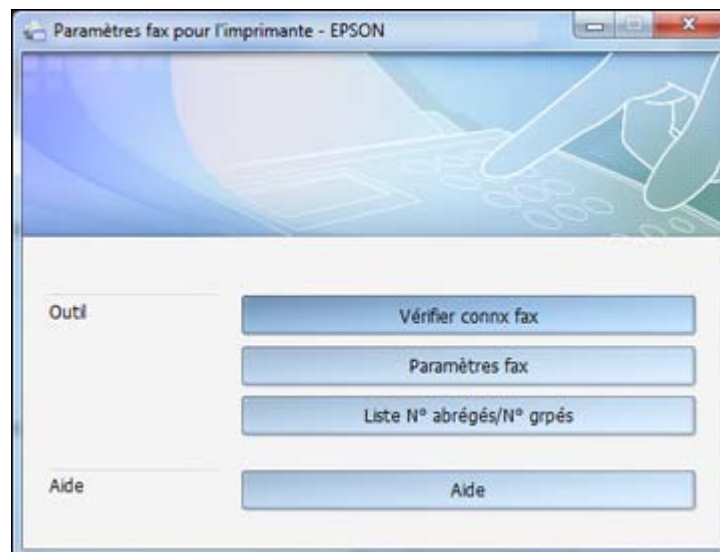 Paramètres fax pour l'imprimante - EPSON
Outil
Vérifier connx fax
Paramètres fax
Liste N° abrégés/N° grpés
Aide
Aide